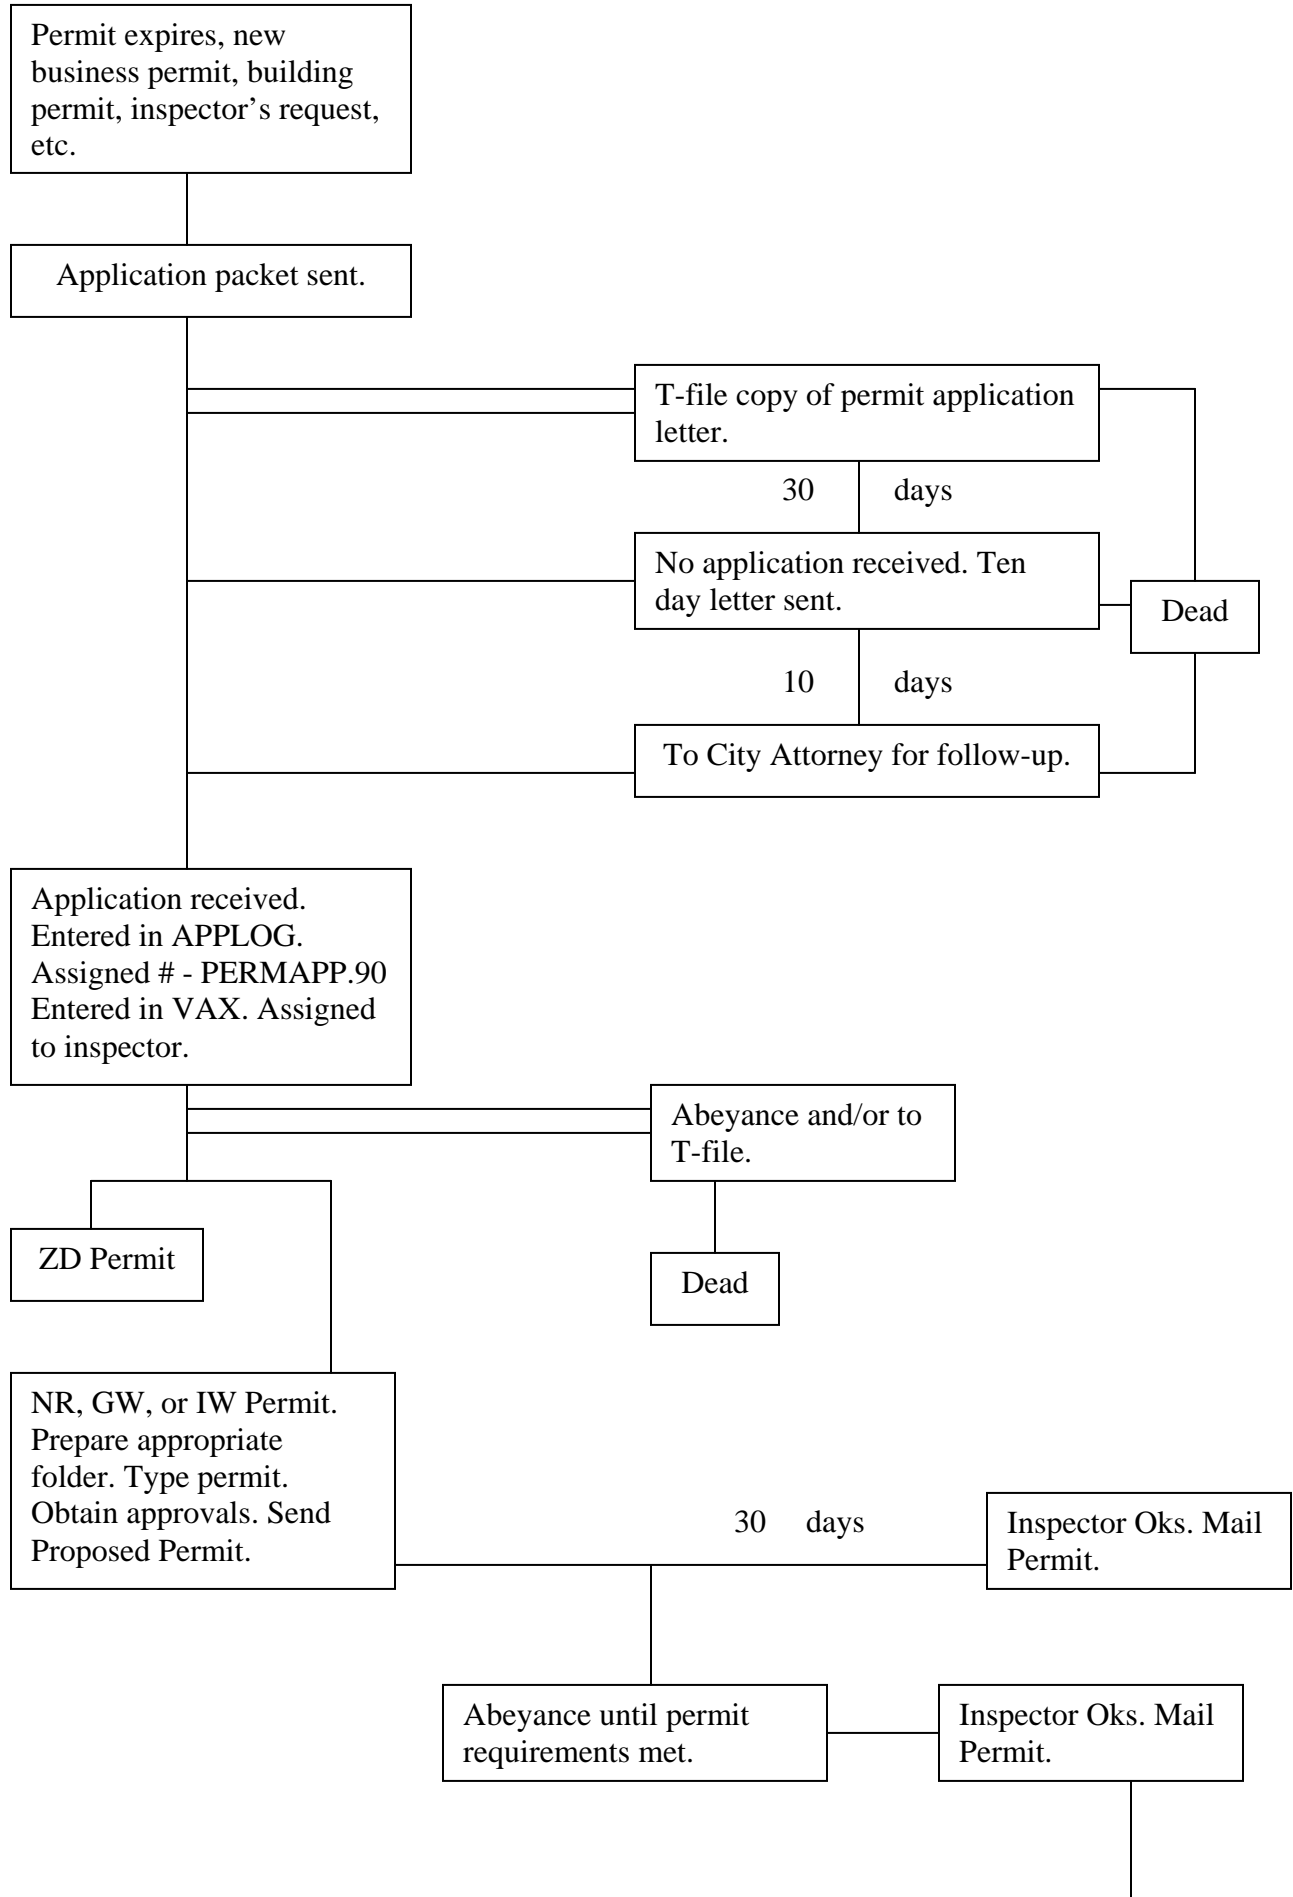 Permit expires, new
business permit, building
permit, inspector’s request,
etc.
Application packet sent.
T-file copy of permit application
letter.
30 days
No application received. Ten
day letter sent.
Dead
10 days
To City Attorney for follow-up.
Application received.
Entered in APPLOG.
Assigned # - PERMAPP.90
Entered in VAX. Assigned
to inspector.
Abeyance and/or to
T-file.
ZD Permit
Dead
NR, GW, or IW Permit.
Prepare appropriate
folder. Type permit.
Obtain approvals. Send
Proposed Permit.
30 days
Inspector Oks. Mail
Permit.
Abeyance until permit
requirements met.
Inspector Oks. Mail
Permit.